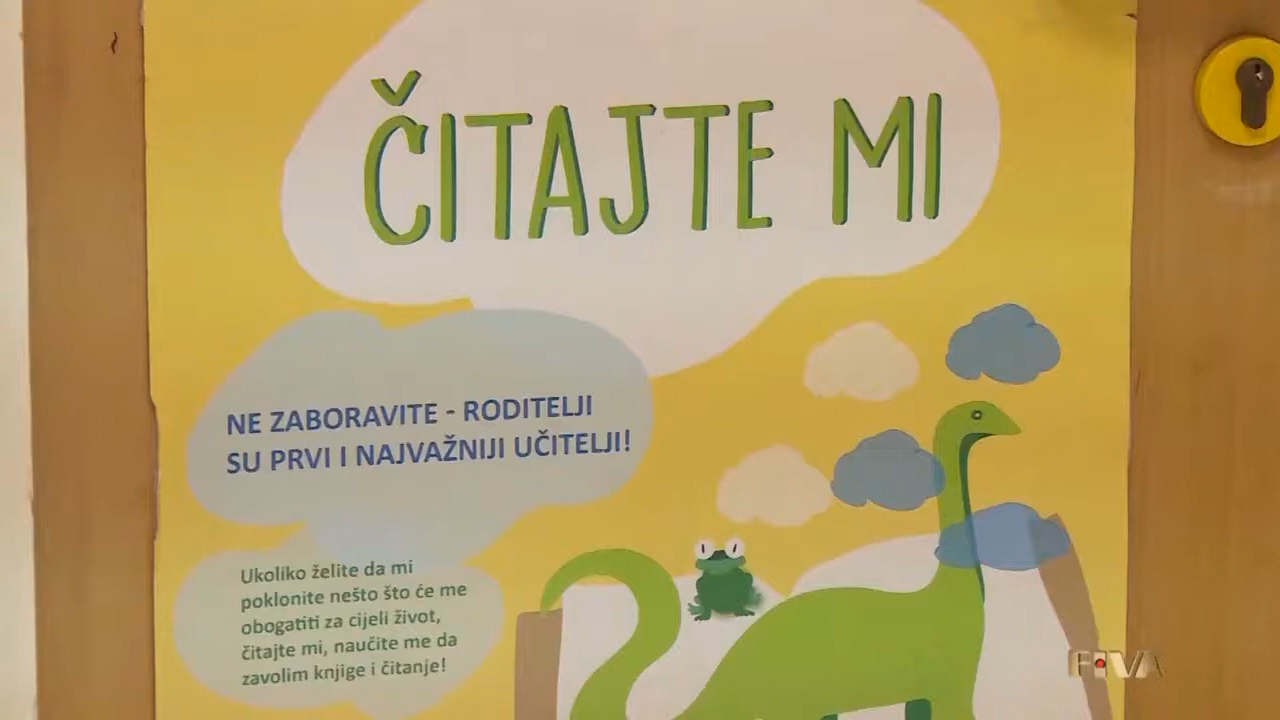 ČITAJTE MI
NE ZABORAVITE - RODITELJI
SU PRVI I NAJVAŽNIJI UČITELJI!
Ukoliko želite da mi
poklonite nešto što će me
obogatiti za cijeli život,
čitajte mi, naučite me da
zavolim knjige i čitanje!
FIVA